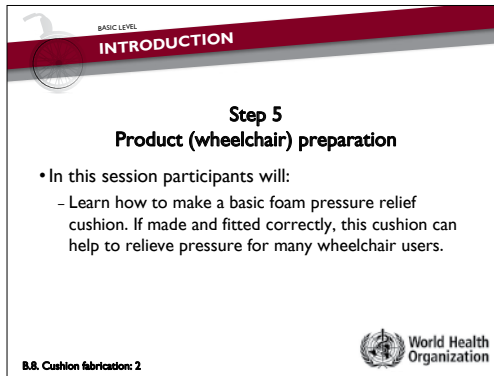 BASIC LEVEL
INTRODUCTION
Step 5
Product (wheelchair) preparation
• In this session participants will:
– Learn how to make a basic foam pressure relief
cushion. If made and fitted correctly, this cushion can
help to relieve pressure for many wheelchair users.
B.8. Cushion fabrication: 2
World Health
Organization